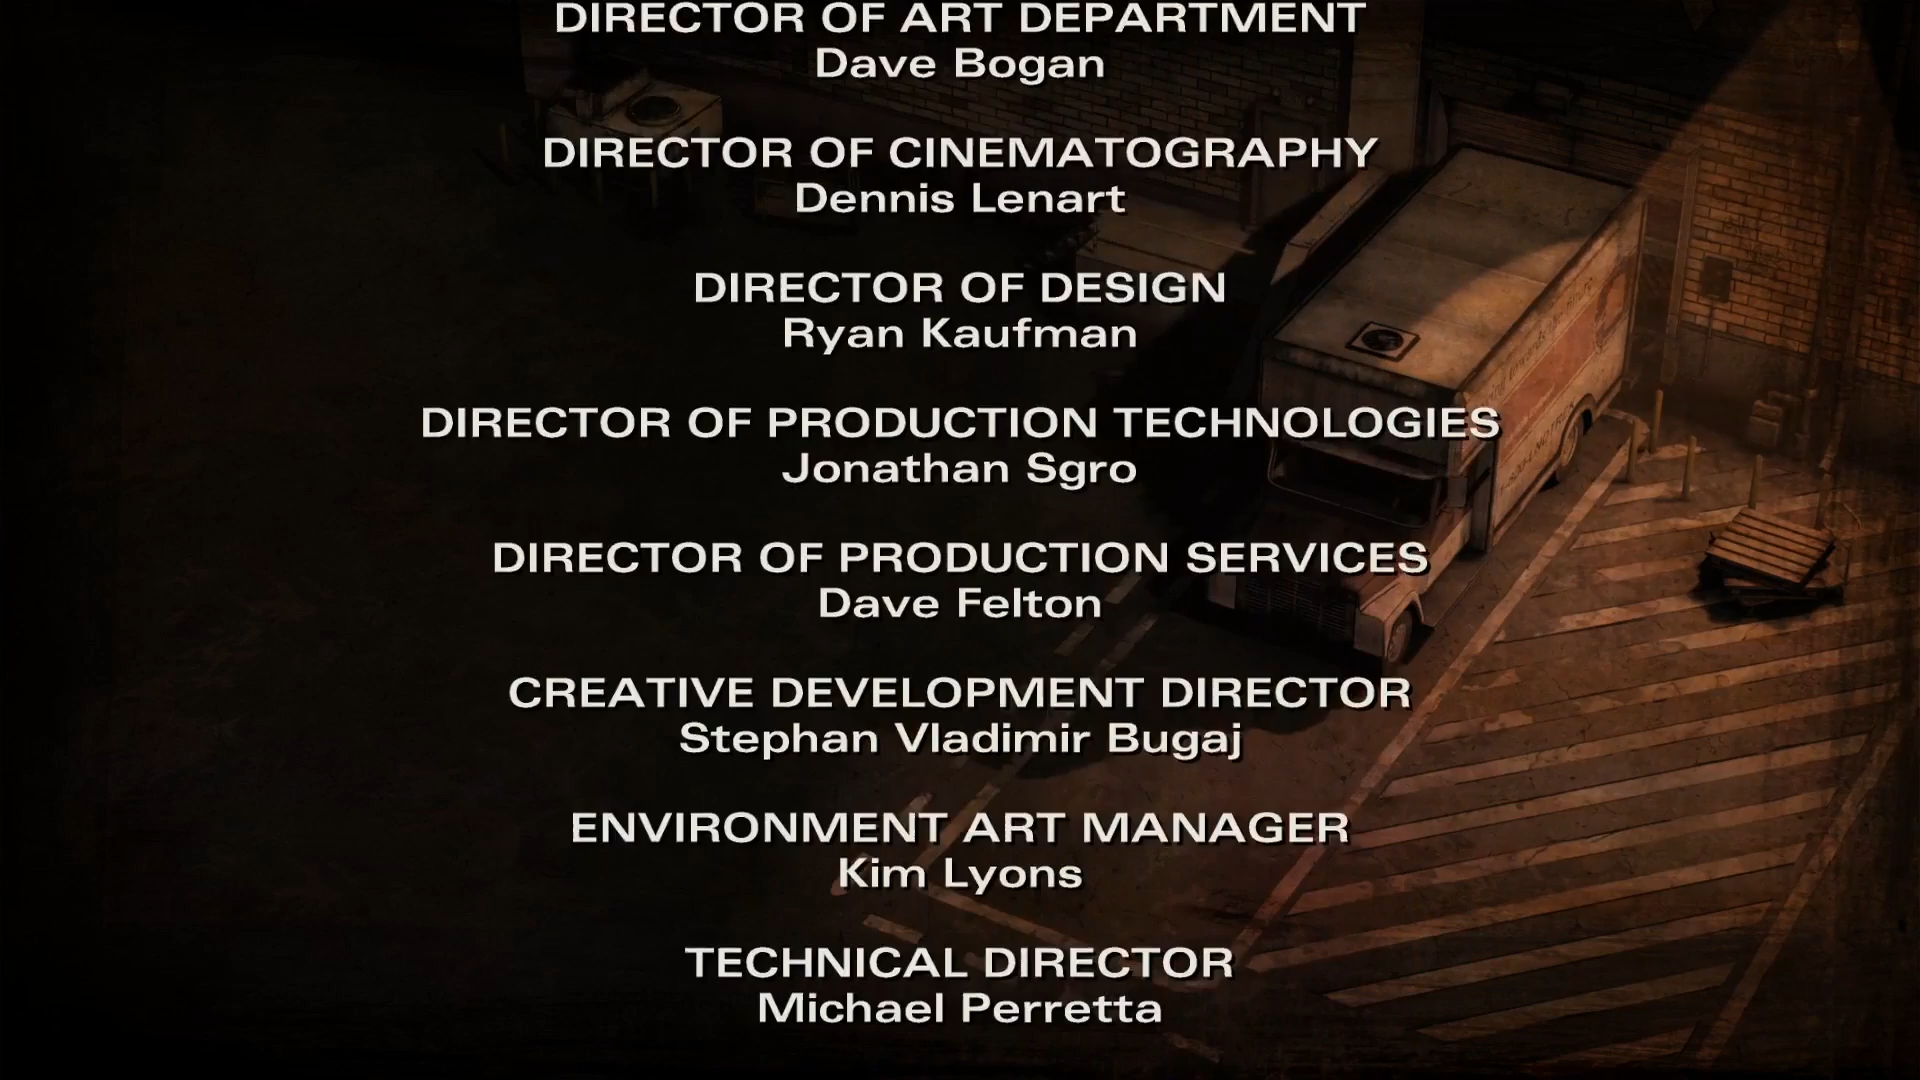 DIRECTOR OF ART DEPARTMENT
Dave Bogan
DIRECTOR OF CINEMATOGRAPHY
Dennis Lenart
DIRECTOR OF DESIGN
Ryan Kaufman
DIRECTOR OF PRODUCTION TECHNOLOGIES
Jonathan Sgro
DIRECTOR OF PRODUCTION SERVICES
Dave Felton
CREATIVE DEVELOPMENT DIRECTOR
Stephan Vladimir Bugaj
ENVIRONMENT ART MANAGER
Kim Lyons
TECHNICAL DIRECTOR
Michael Perretta